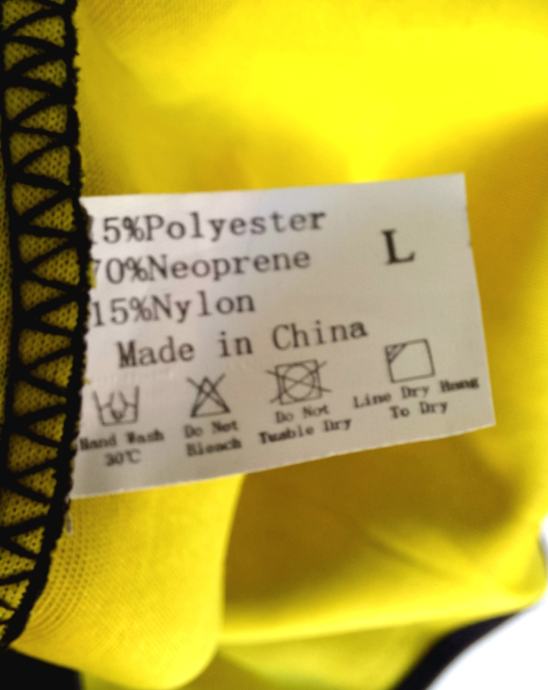 15%Polyester
70%Neoprene
L
15%Nylon
Made in China
Hand Wash
30℃
Do Not
Bleach
Do Not
Tumble Dry
Line Dry Hang
To Dry